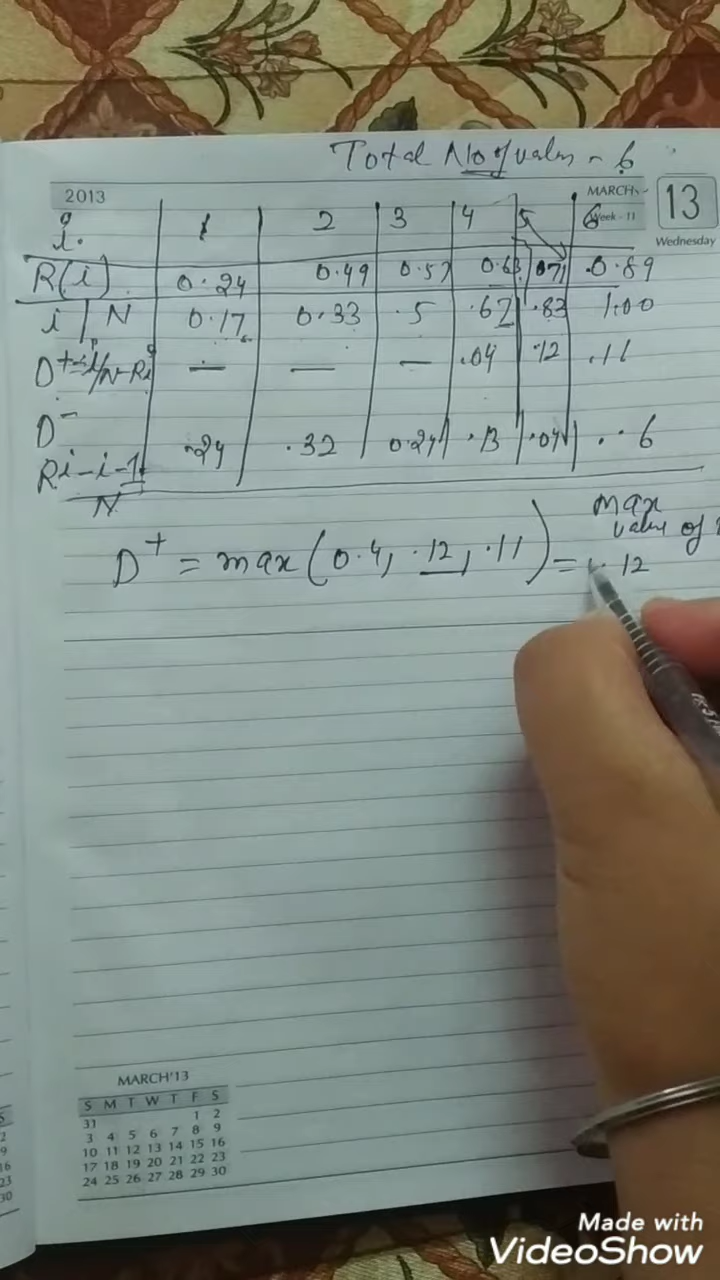 Total No of values - 6
2013
MARCH
Week - 11
13
Wednesday
i. 1 2 3 4 5 6
R(i) 0.24 0.49 0.57 0.63 0.71 0.89
i/N 0.17 0.33 .5 .67 .83 1.00
D+ = i/N-Ri — — — .04 .12 .11
D-
Ri - i-1/N .24 .32 0.24 .13 .04 .. 6
max
value of
D+ = max (0.4, .12, .11) = .12
MARCH'13
S M T W T F S
31 1 2
3 4 5 6 7 8 9
10 11 12 13 14 15 16
17 18 19 20 21 22 23
24 25 26 27 28 29 30
Made with
VideoShow